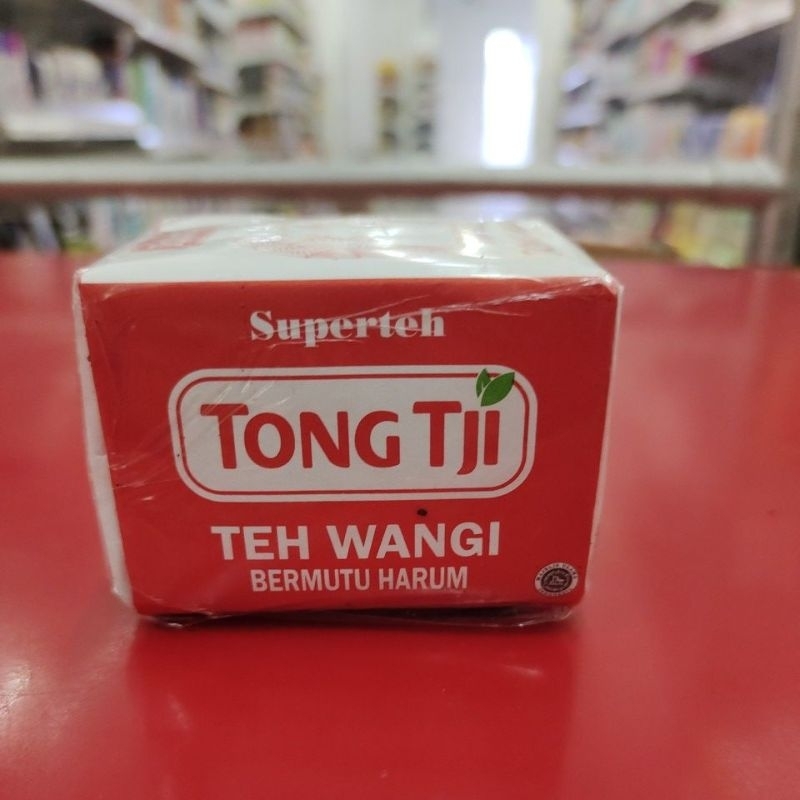 Superteh
TONG TJI
TEH WANGI
BERMUTU HARUM